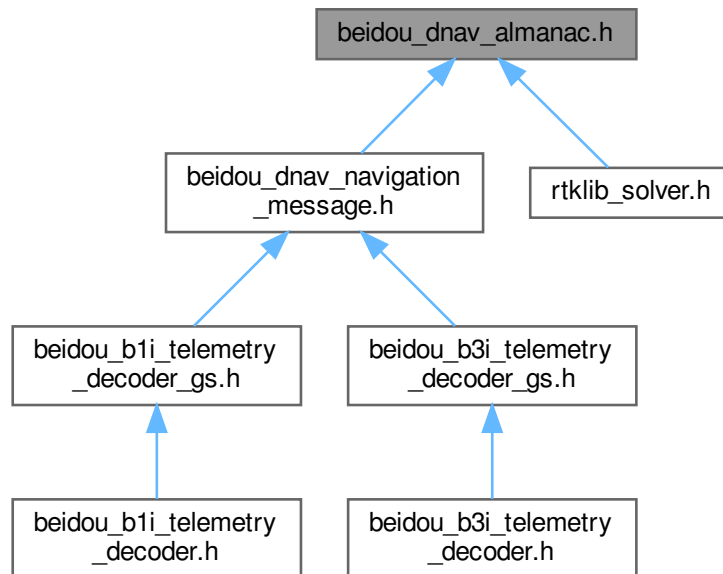 beidou_dnav_almanac.h
beidou_dnav_navigation
_message.h
rtklib_solver.h
beidou_b1i_telemetry
_decoder_gs.h
beidou_b3i_telemetry
_decoder_gs.h
beidou_b1i_telemetry
_decoder.h
beidou_b3i_telemetry
_decoder.h